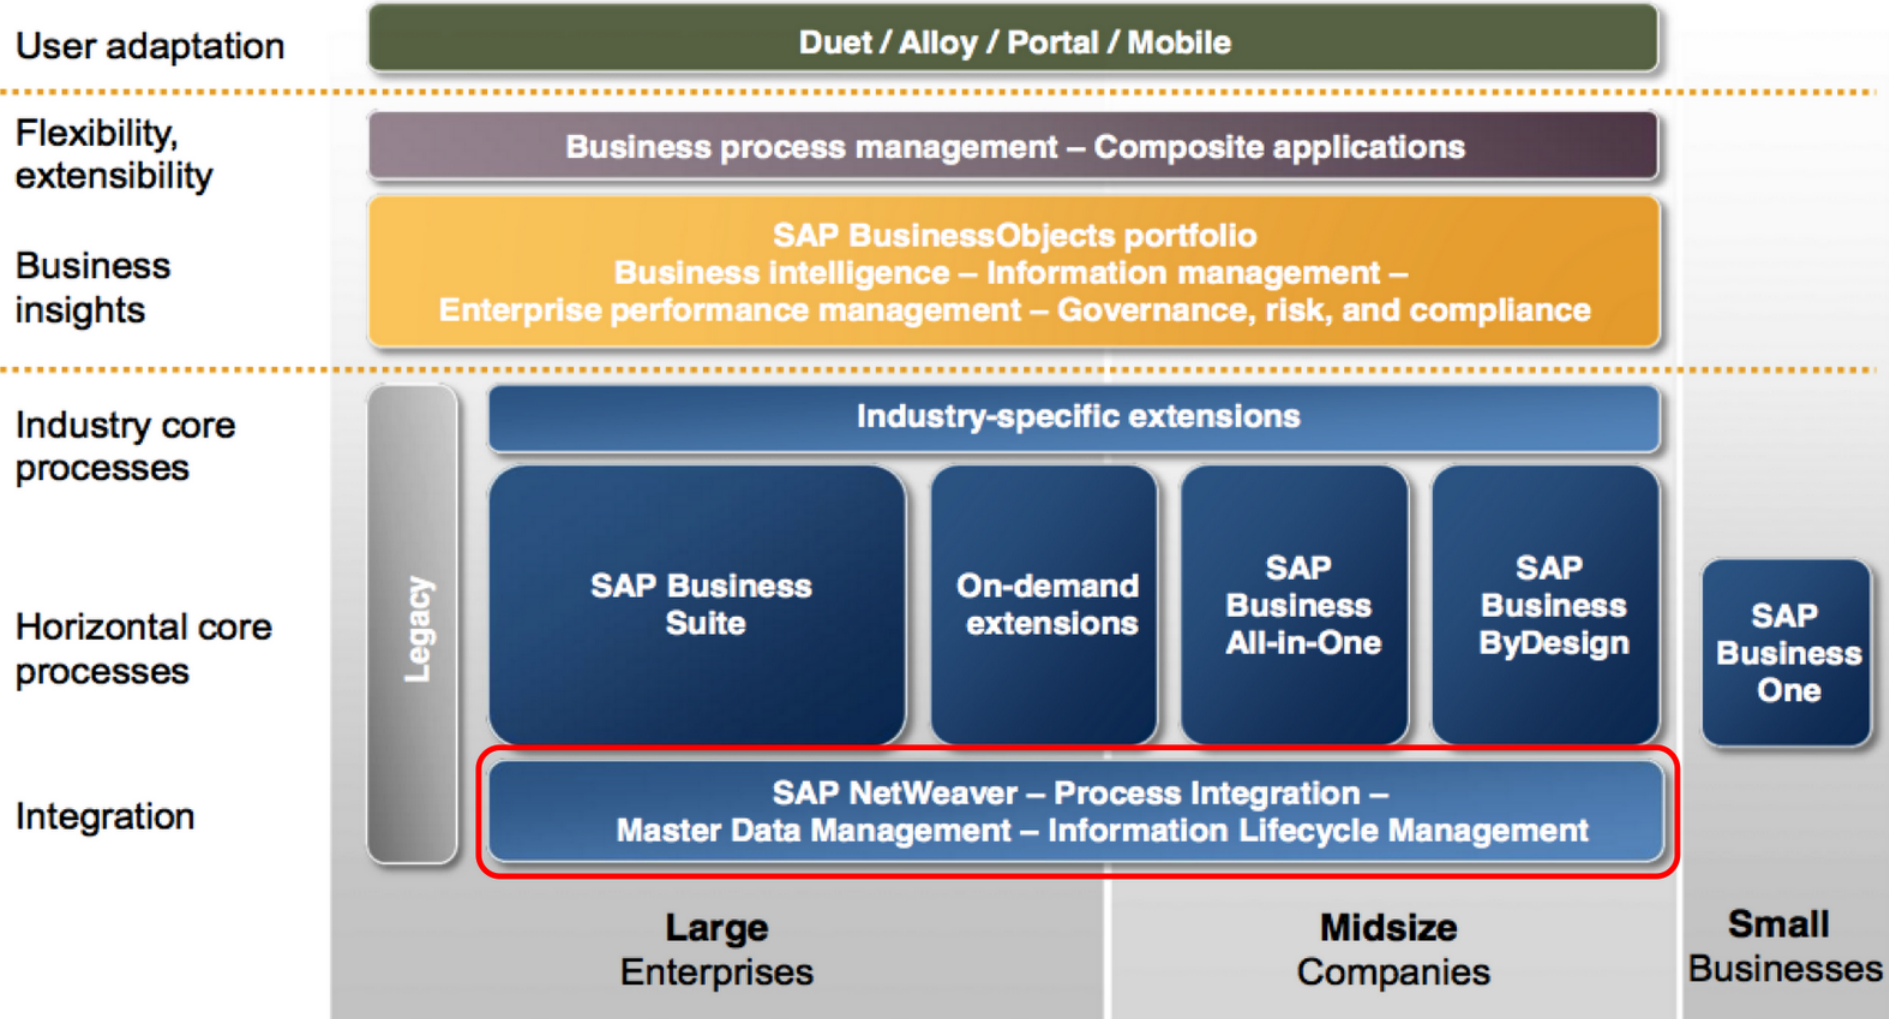 User adaptation
Duet / Alloy / Portal / Mobile
Flexibility,
extensibility
Business process management – Composite applications
Business
insights
SAP BusinessObjects portfolio
Business intelligence – Information management –
Enterprise performance management – Governance, risk, and compliance
Industry core
processes
Industry-specific extensions
Horizontal core
processes
Legacy
SAP Business
Suite
On-demand
extensions
SAP
Business
All-in-One
SAP
Business
ByDesign
SAP
Business
One
Integration
SAP NetWeaver – Process Integration –
Master Data Management – Information Lifecycle Management
Large
Enterprises
Midsize
Companies
Small
Businesses